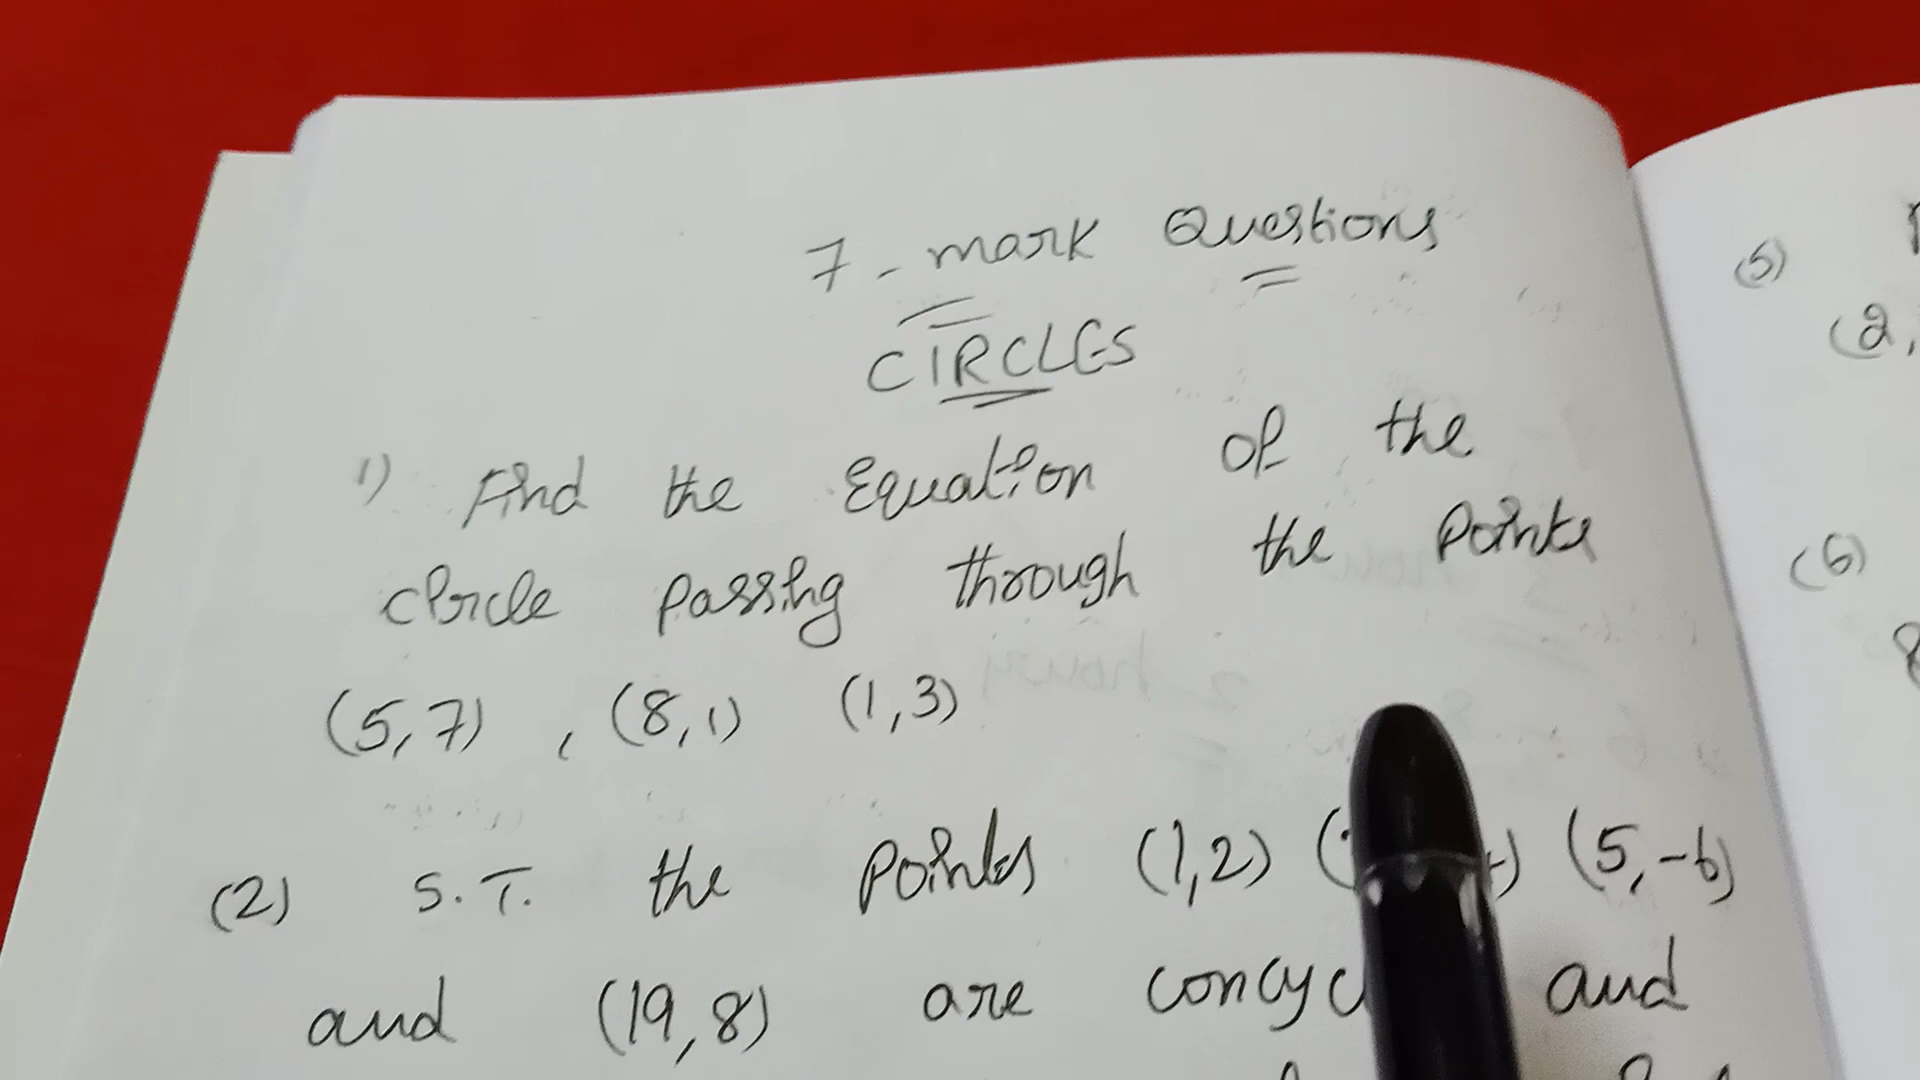 7 - mark Questions
CIRCLES
1) Find the Equation of the
circle passing through the points
(5,7) , (8,1) (1,3)
(2) S.T. the points (1,2) ( ) (5,-6)
and (19,8) are and
(5)
(2,
(6)